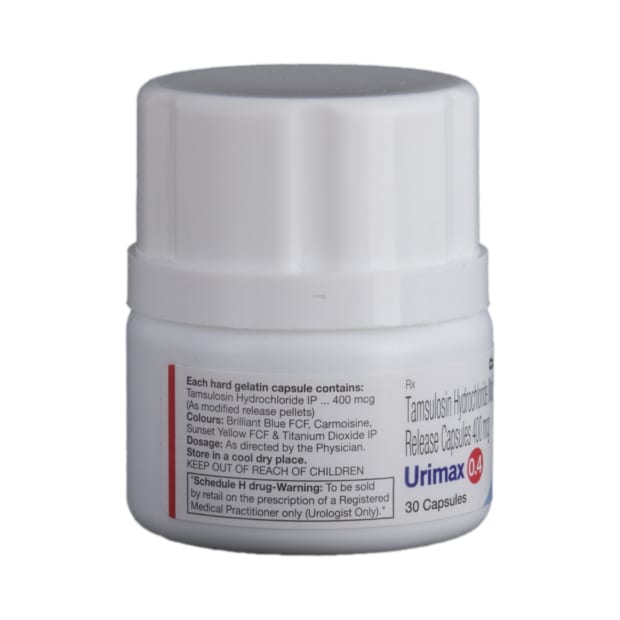 Each hard gelatin capsule contains:
Tamsulosin Hydrochloride IP ... 400 mcg
(As modified release pellets)
Colours: Brilliant Blue FCF, Carmoisine,
Sunset Yellow FCF & Titanium Dioxide IP
Dosage: As directed by the Physician.
Store in a cool dry place.
KEEP OUT OF REACH OF CHILDREN
"Schedule H drug-Warning: To be sold
by retail on the prescription of a Registered
Medical Practitioner only (Urologist Only)."
Rx
Tamsulosin Hydrochloride
Release Capsules 400 mcg
Urimax 0.4
30 Capsules